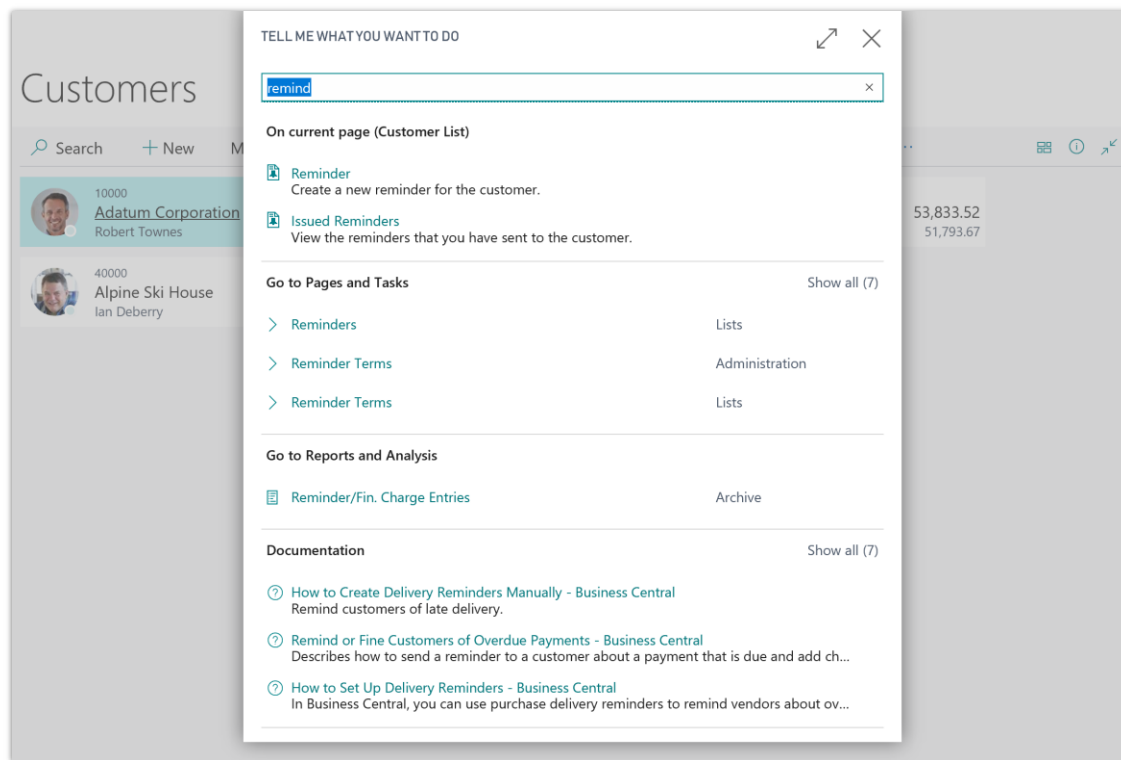 TELL ME WHAT YOU WANT TO DO
remind
On current page (Customer List)
Reminder
Create a new reminder for the customer.
Issued Reminders
View the reminders that you have sent to the customer.
Go to Pages and Tasks Show all (7)
Reminders Lists
Reminder Terms Administration
Reminder Terms Lists
Go to Reports and Analysis
Reminder/Fin. Charge Entries Archive
Documentation Show all (7)
How to Create Delivery Reminders Manually - Business Central
Remind customers of late delivery.
Remind or Fine Customers of Overdue Payments - Business Central
Describes how to send a reminder to a customer about a payment that is due and add ch...
How to Set Up Delivery Reminders - Business Central
In Business Central, you can use purchase delivery reminders to remind vendors about ov...
Customers
Search + New M
10000
Adatum Corporation
Robert Townes
53,833.52
51,793.67
40000
Alpine Ski House
Ian Deberry